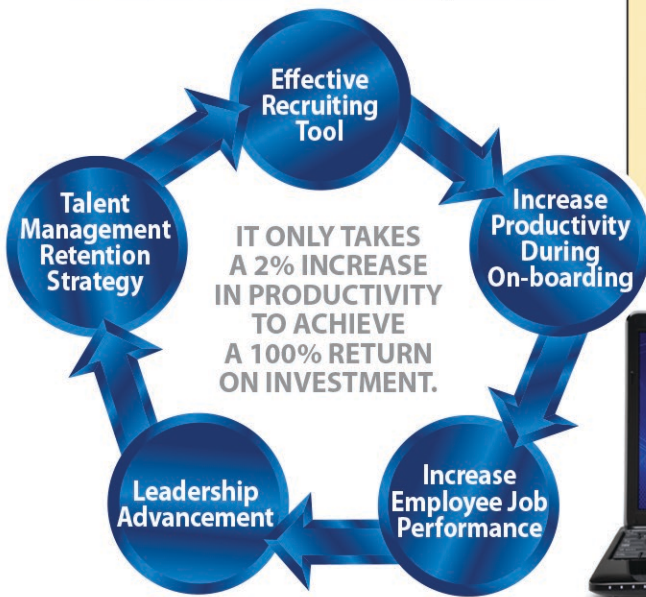 Effective
Recruiting
Tool
Increase
Productivity
During
On-boarding
Increase
Employee Job
Performance
Leadership
Advancement
Talent
Management
Retention
Strategy
IT ONLY TAKES
A 2% INCREASE
IN PRODUCTIVITY
TO ACHIEVE
A 100% RETURN
ON INVESTMENT.